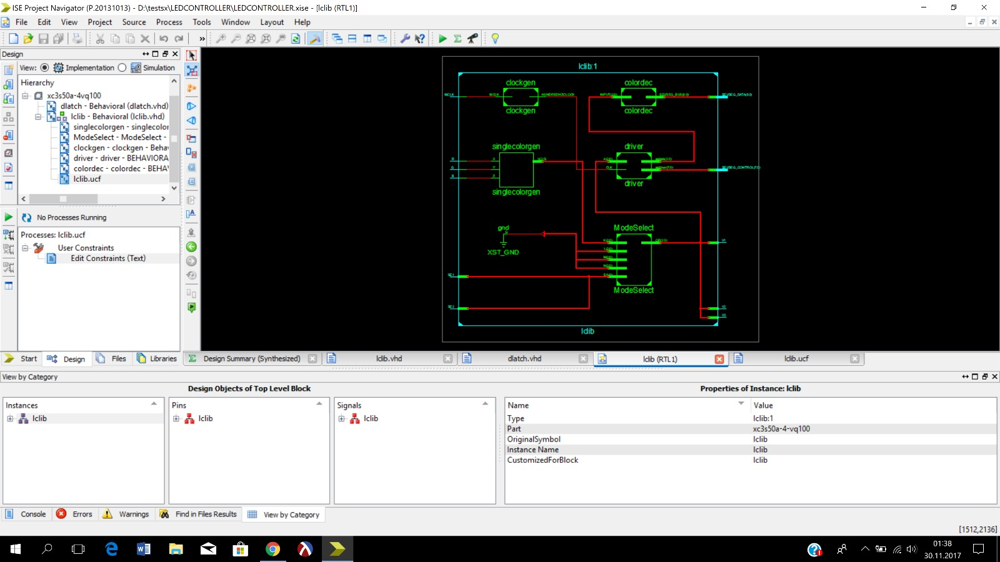 ISE Project Navigator (P.20131013) - D:\testsx\LEDCONTROLLER\LEDCONTROLLER.xise - [lclib (RTL1)]
File Edit View Project Source Process Tools Window Layout Help
Design
View: Implementation Simulation
Hierarchy
xc3s50a-4vq100
dlatch - Behavioral (dlatch.vhd)
lclib - Behavioral (lclib.vhd)
singlecolorgen - singlecolor
ModeSelect - ModeSelect -
clockgen - clockgen - Beha
driver - driver - BEHAVIORA
colordec - colordec - BEHA
lclib.ucf
No Processes Running
Processes: lclib.ucf
User Constraints
Edit Constraints (Text)
lclib:1
clockgen colordec
MCLK MCLK HUNDREDHZCLOCK
clockgen colordec
singlecolorgen driver
CLK
singlecolorgen driver
gnd ModeSelect
XST_GND
ModeSelect
lclib
Start Design Files Libraries
Design Summary (Synthesized) lclib.vhd dlatch.vhd lclib (RTL1) lclib.ucf
View by Category
Design Objects of Top Level Block Properties of Instance: lclib
Instances Pins Signals Name Value
lclib lclib lclib Type lclib:1
Part xc3s50a-4-vq100
OriginalSymbol lclib
Instance Name lclib
CustomizedForBlock lclib
Console Errors Warnings Find in Files Results View by Category
[1512,2136]
01:38
30.11.2017